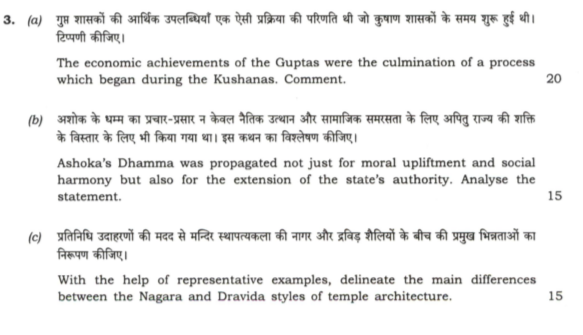 3. (a) गुप्त शासकों की आर्थिक उपलब्धियाँ एक ऐसी प्रक्रिया की परिणति थी जो कुषाण शासकों के समय शुरू हुई थी।
टिप्पणी कीजिए।
The economic achievements of the Guptas were the culmination of a process
which began during the Kushanas. Comment. 20
(b) अशोक के धम्म का प्रचार-प्रसार न केवल नैतिक उत्थान और सामाजिक समरसता के लिए अपितु राज्य की शक्ति
के विस्तार के लिए भी किया गया था। इस कथन का विश्लेषण कीजिए।
Ashoka's Dhamma was propagated not just for moral upliftment and social
harmony but also for the extension of the state's authority. Analyse the
statement. 15
(c) प्रतिनिधि उदाहरणों की मदद से मन्दिर स्थापत्यकला की नागर और द्रविड़ शैलियों के बीच की प्रमुख भिन्नताओं का
निरूपण कीजिए।
With the help of representative examples, delineate the main differences
between the Nagara and Dravida styles of temple architecture. 15